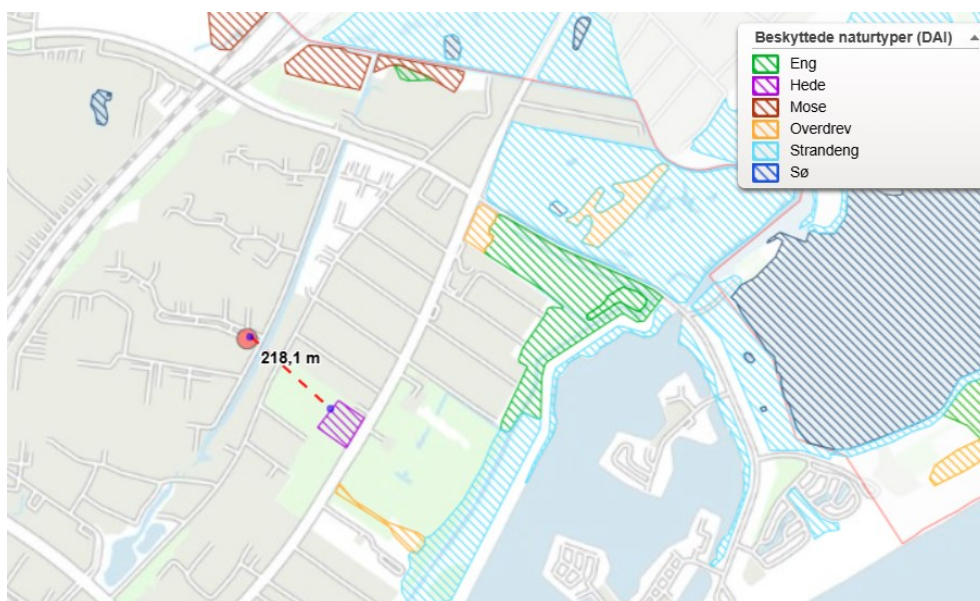 Beskyttede naturtyper (DAI)
Eng
Hede
Mose
Overdrev
Strandeng
Sø
218,1 m